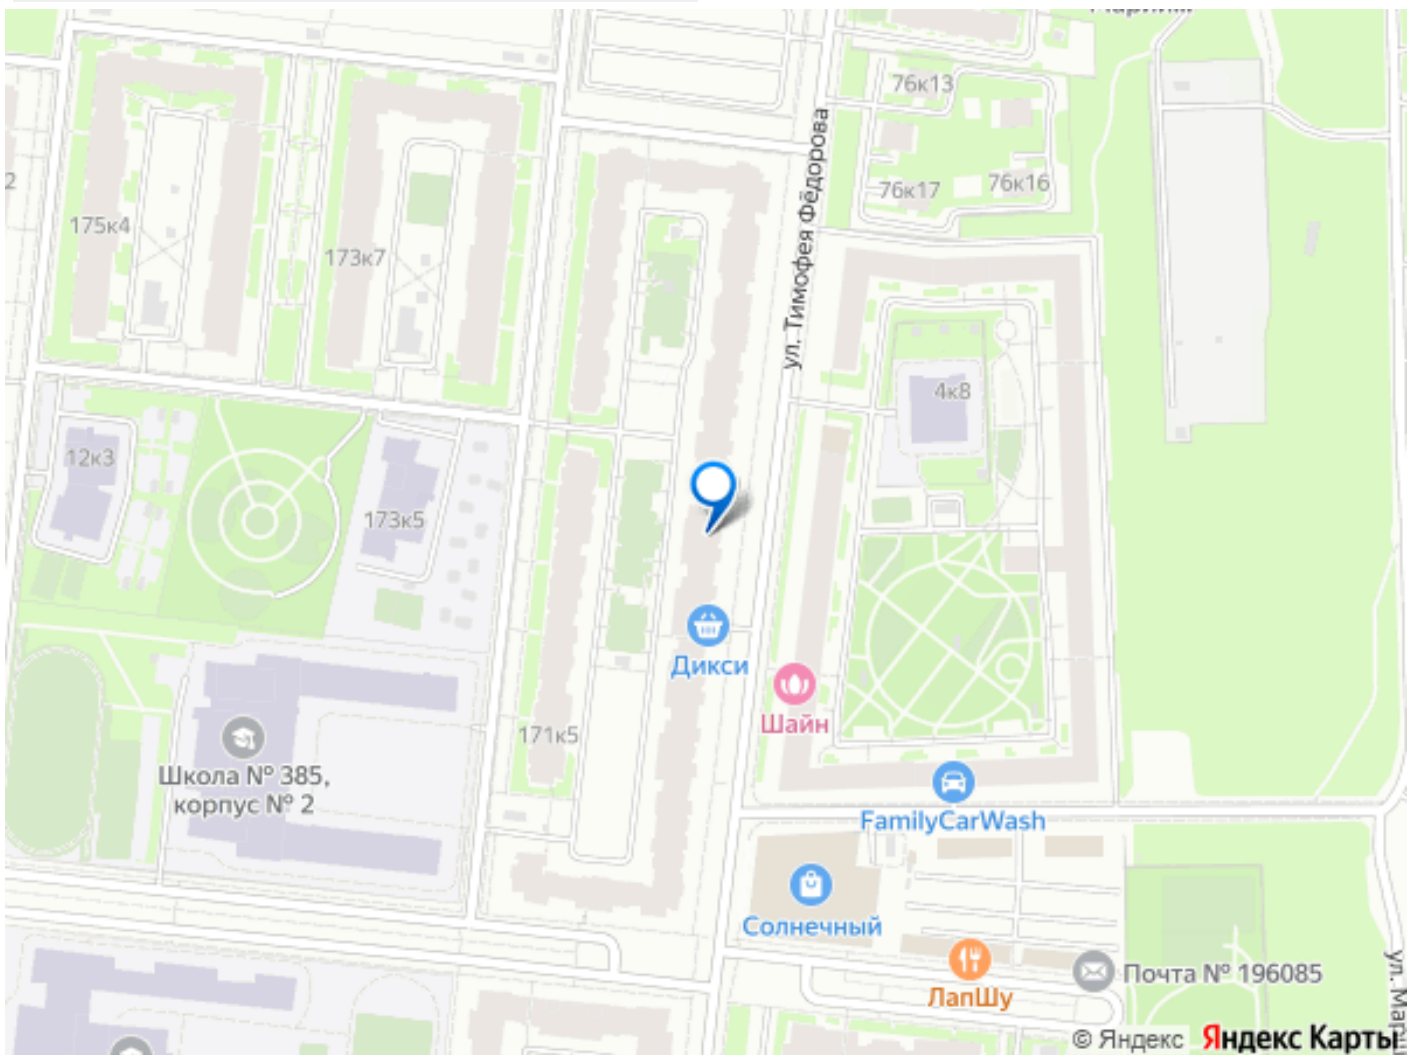 76к13
ул. Тимофея Фёдорова
2
76к17
76к16
175к4
173к7
4к8
12к3
173к5
Дикси
Шайн
171к5
Школа № 385,
корпус № 2
FamilyCarWash
Солнечный
ЛапШу
Почта № 196085
© Яндекс
Яндекс Карты